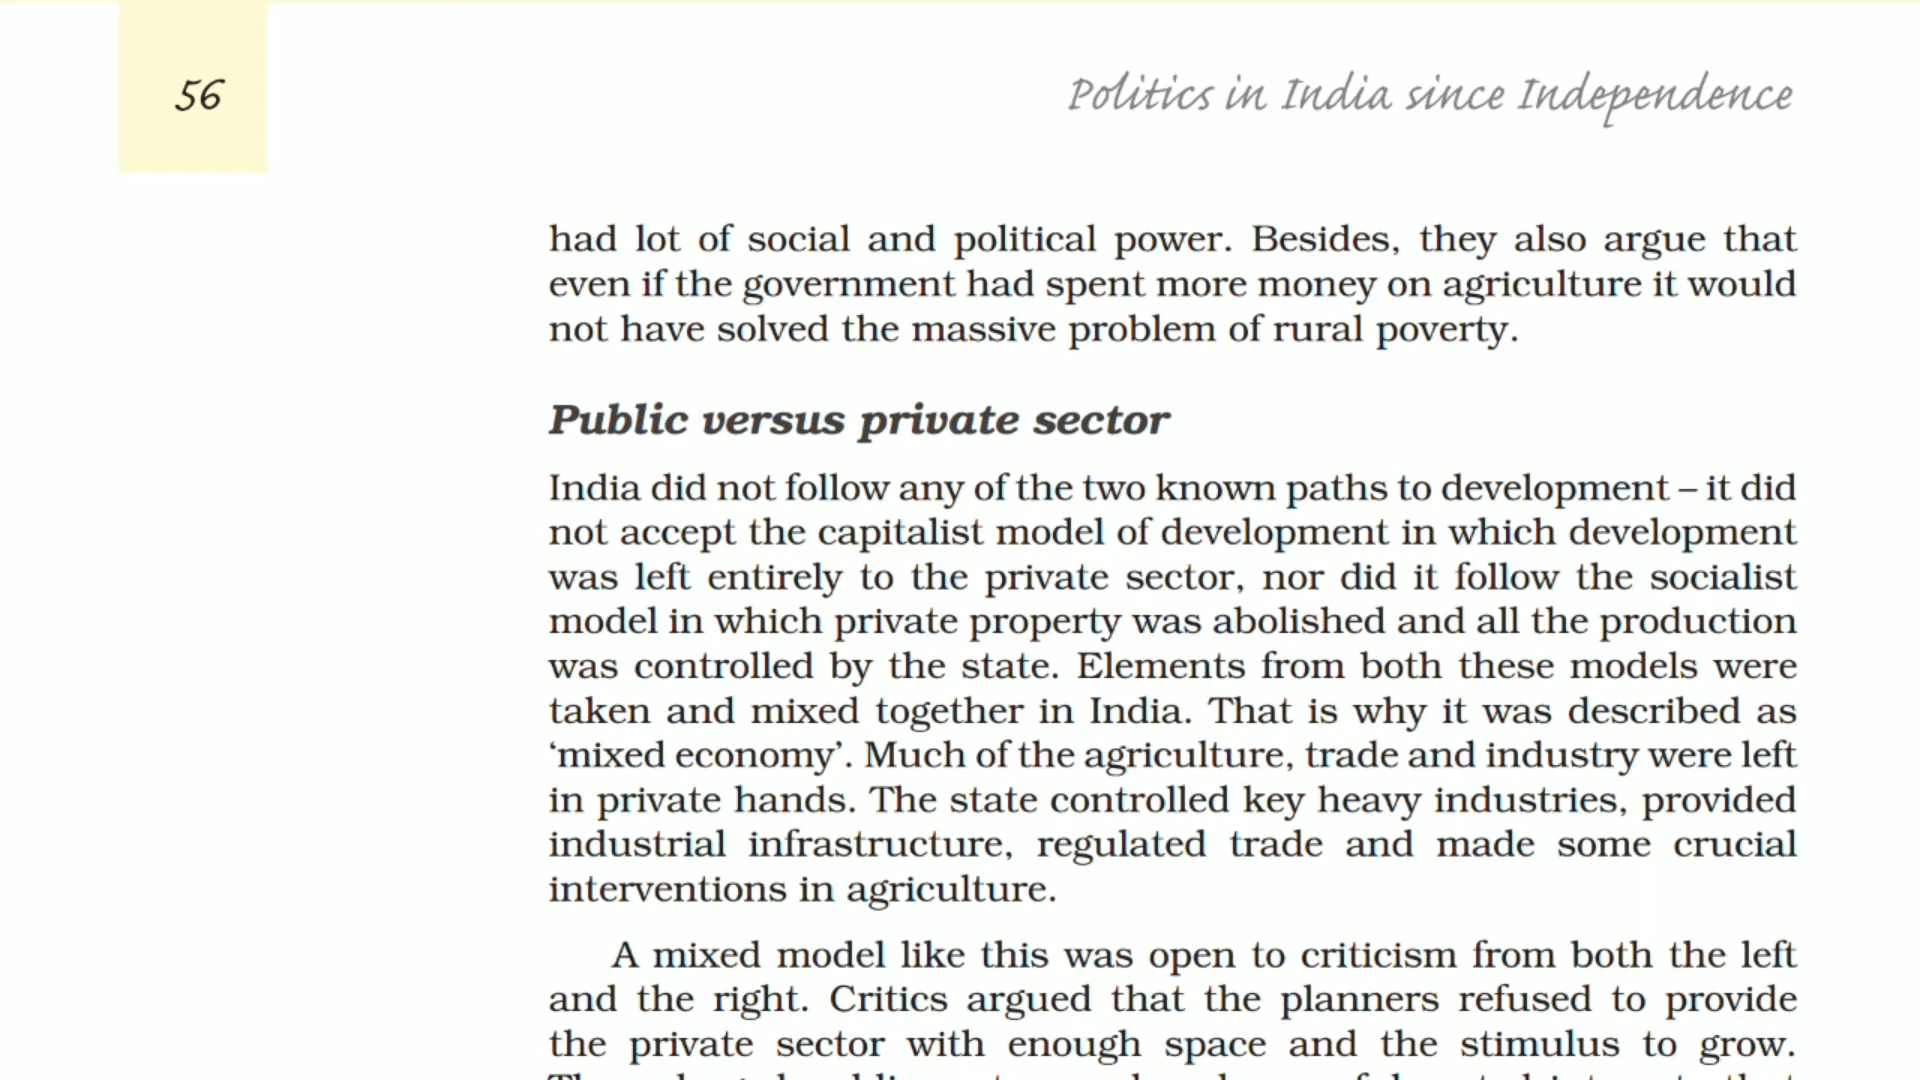 56
Politics in India since Independence
had lot of social and political power. Besides, they also argue that
even if the government had spent more money on agriculture it would
not have solved the massive problem of rural poverty.
Public versus private sector
India did not follow any of the two known paths to development – it did
not accept the capitalist model of development in which development
was left entirely to the private sector, nor did it follow the socialist
model in which private property was abolished and all the production
was controlled by the state. Elements from both these models were
taken and mixed together in India. That is why it was described as
‘mixed economy’. Much of the agriculture, trade and industry were left
in private hands. The state controlled key heavy industries, provided
industrial infrastructure, regulated trade and made some crucial
interventions in agriculture.
A mixed model like this was open to criticism from both the left
and the right. Critics argued that the planners refused to provide
the private sector with enough space and the stimulus to grow.